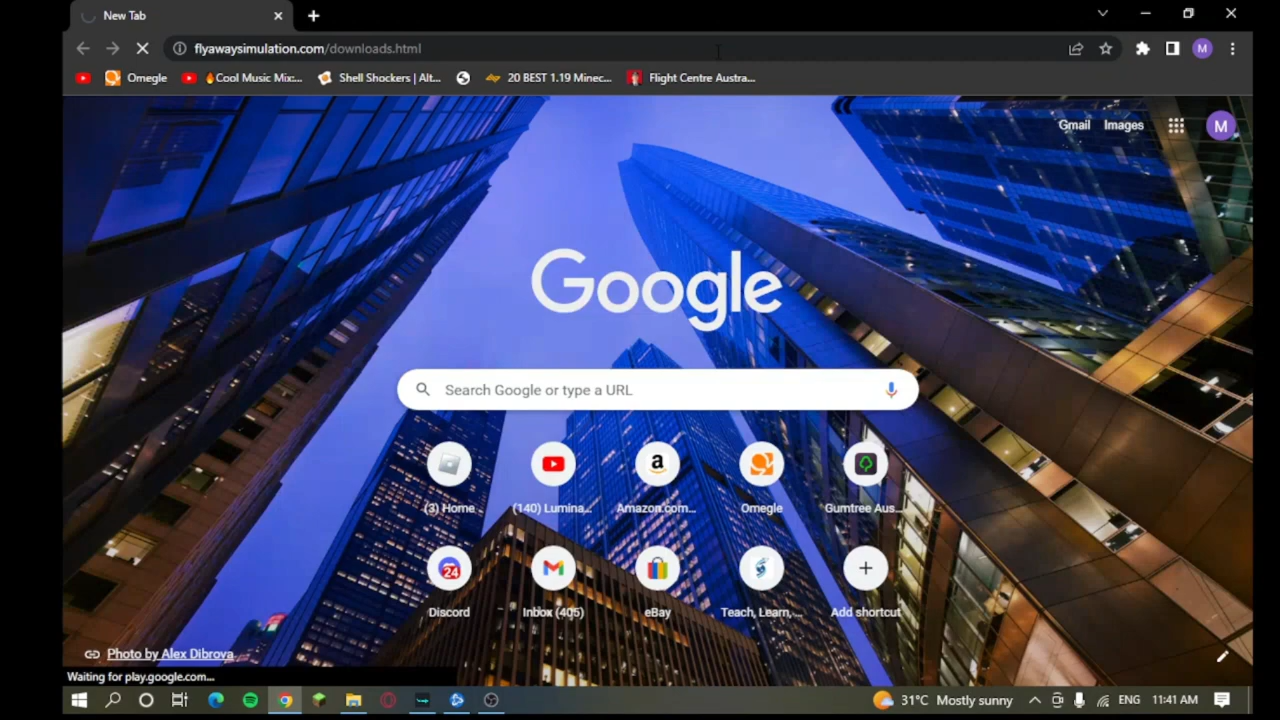 New Tab
flyawaysimulation.com/downloads.html
M
Omegle
🔥Cool Music Mix:...
Shell Shockers | Alt...
20 BEST 1.19 Minec...
Flight Centre Austra...
Gmail Images
M
Google
Search Google or type a URL
(3) Home
(140) Lumina...
Amazon.com...
Omegle
Gumtree Aus...
24
Discord
Inbox (405)
eBay
Teach, Learn,...
Add shortcut
Photo by Alex Dibrova
Waiting for play.google.com...
31°C Mostly sunny
ENG
11:41 AM